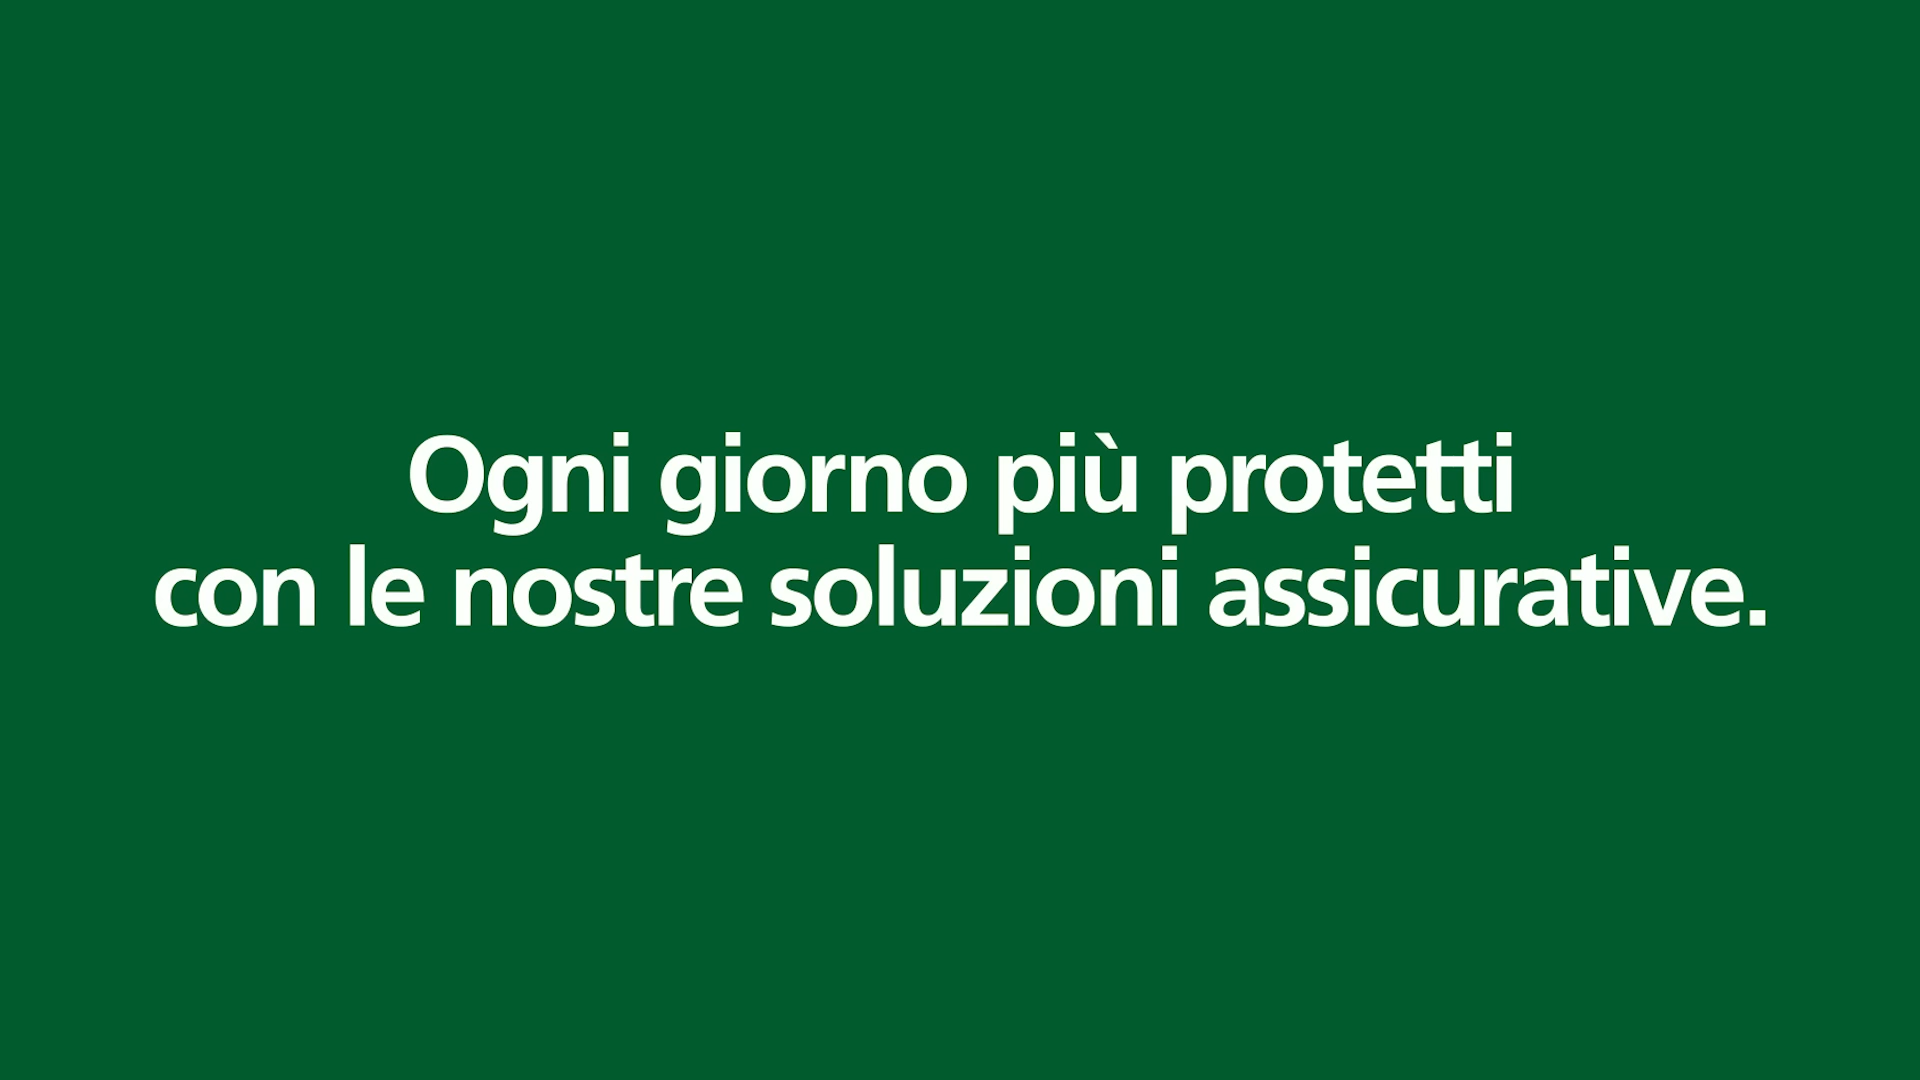 Ogni giorno più protetti
con le nostre soluzioni assicurative.